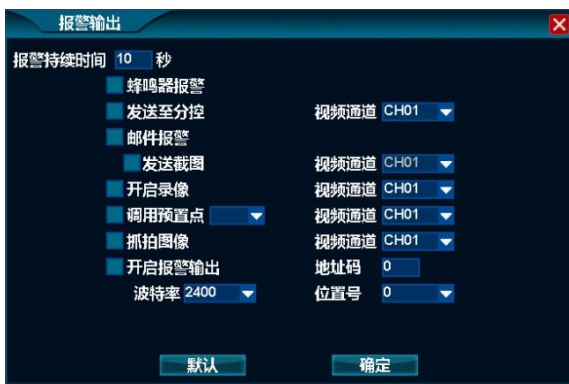 报警输出
报警持续时间 10 秒
蜂鸣器报警
发送至分控 视频通道 CH01
邮件报警
发送截图 视频通道 CH01
开启录像 视频通道 CH01
调用预置点 视频通道 CH01
抓拍图像 视频通道 CH01
开启报警输出 地址码 0
波特率 2400 位置号 0
默认 确定